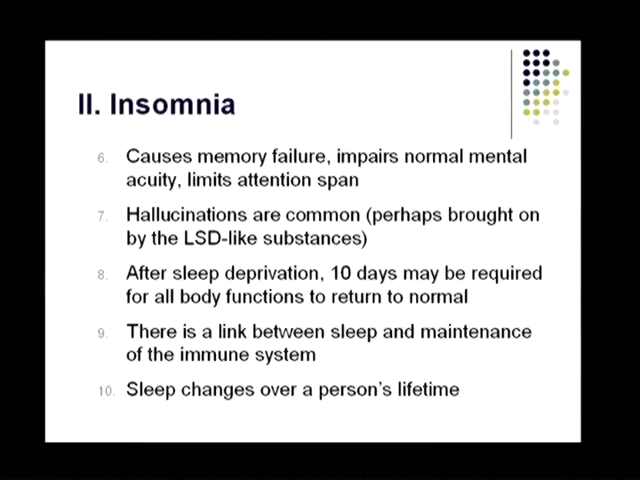 II. Insomnia
6. Causes memory failure, impairs normal mental
acuity, limits attention span
7. Hallucinations are common (perhaps brought on
by the LSD-like substances)
8. After sleep deprivation, 10 days may be required
for all body functions to return to normal
9. There is a link between sleep and maintenance
of the immune system
10. Sleep changes over a person's lifetime